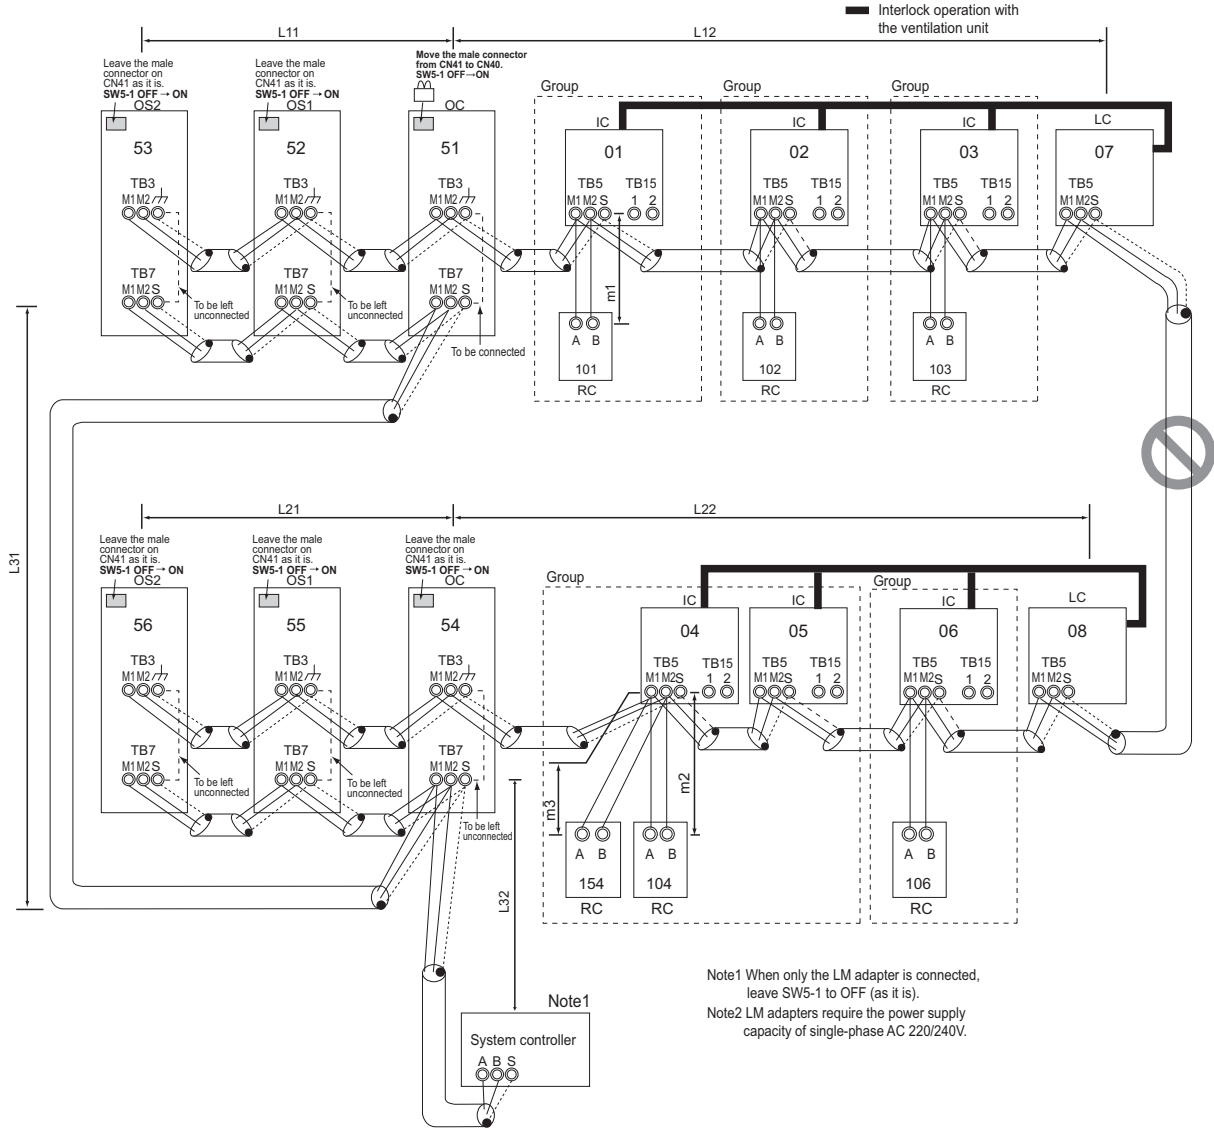 Interlock operation with
the ventilation unit
L11
L12
Leave the male
connector on
CN41 as it is.
SW5-1 OFF → ON
OS2
Leave the male
connector on
CN41 as it is.
SW5-1 OFF → ON
OS1
Move the male connector
from CN41 to CN40.
SW5-1 OFF→ON
OC
Group
Group
Group
IC
IC
IC
LC
53
52
51
01
02
03
07
TB3
TB3
TB3
TB5 TB15
TB5 TB15
TB5 TB15
TB5
M1 M2
M1 M2
M1 M2
M1 M2 S 1 2
M1 M2 S 1 2
M1 M2 S 1 2
M1 M2 S
TB7
TB7
TB7
M1 M2 S
M1 M2 S
M1 M2 S
To be left
unconnected
To be left
unconnected
To be connected
m1
A B
A B
A B
101
102
103
RC
RC
RC
L31
L21
L22
Leave the male
connector on
CN41 as it is.
SW5-1 OFF → ON
OS2
Leave the male
connector on
CN41 as it is.
SW5-1 OFF → ON
OS1
Leave the male
connector on
CN41 as it is.
SW5-1 OFF → ON
OC
Group
Group
IC
IC
IC
LC
56
55
54
04
05
06
08
TB3
TB3
TB3
TB5 TB15
TB5 TB15
TB5 TB15
TB5
M1 M2
M1 M2
M1 M2
M1 M2 S 1 2
M1 M2 S 1 2
M1 M2 S 1 2
M1 M2 S
TB7
TB7
TB7
M1 M2 S
M1 M2 S
M1 M2 S
To be left
unconnected
To be left
unconnected
To be left
unconnected
m3
m2
A B
A B
A B
154
104
106
RC
RC
RC
L32
Note1
System controller
A B S
Note1 When only the LM adapter is connected,
leave SW5-1 to OFF (as it is).
Note2 LM adapters require the power supply
capacity of single-phase AC 220/240V.